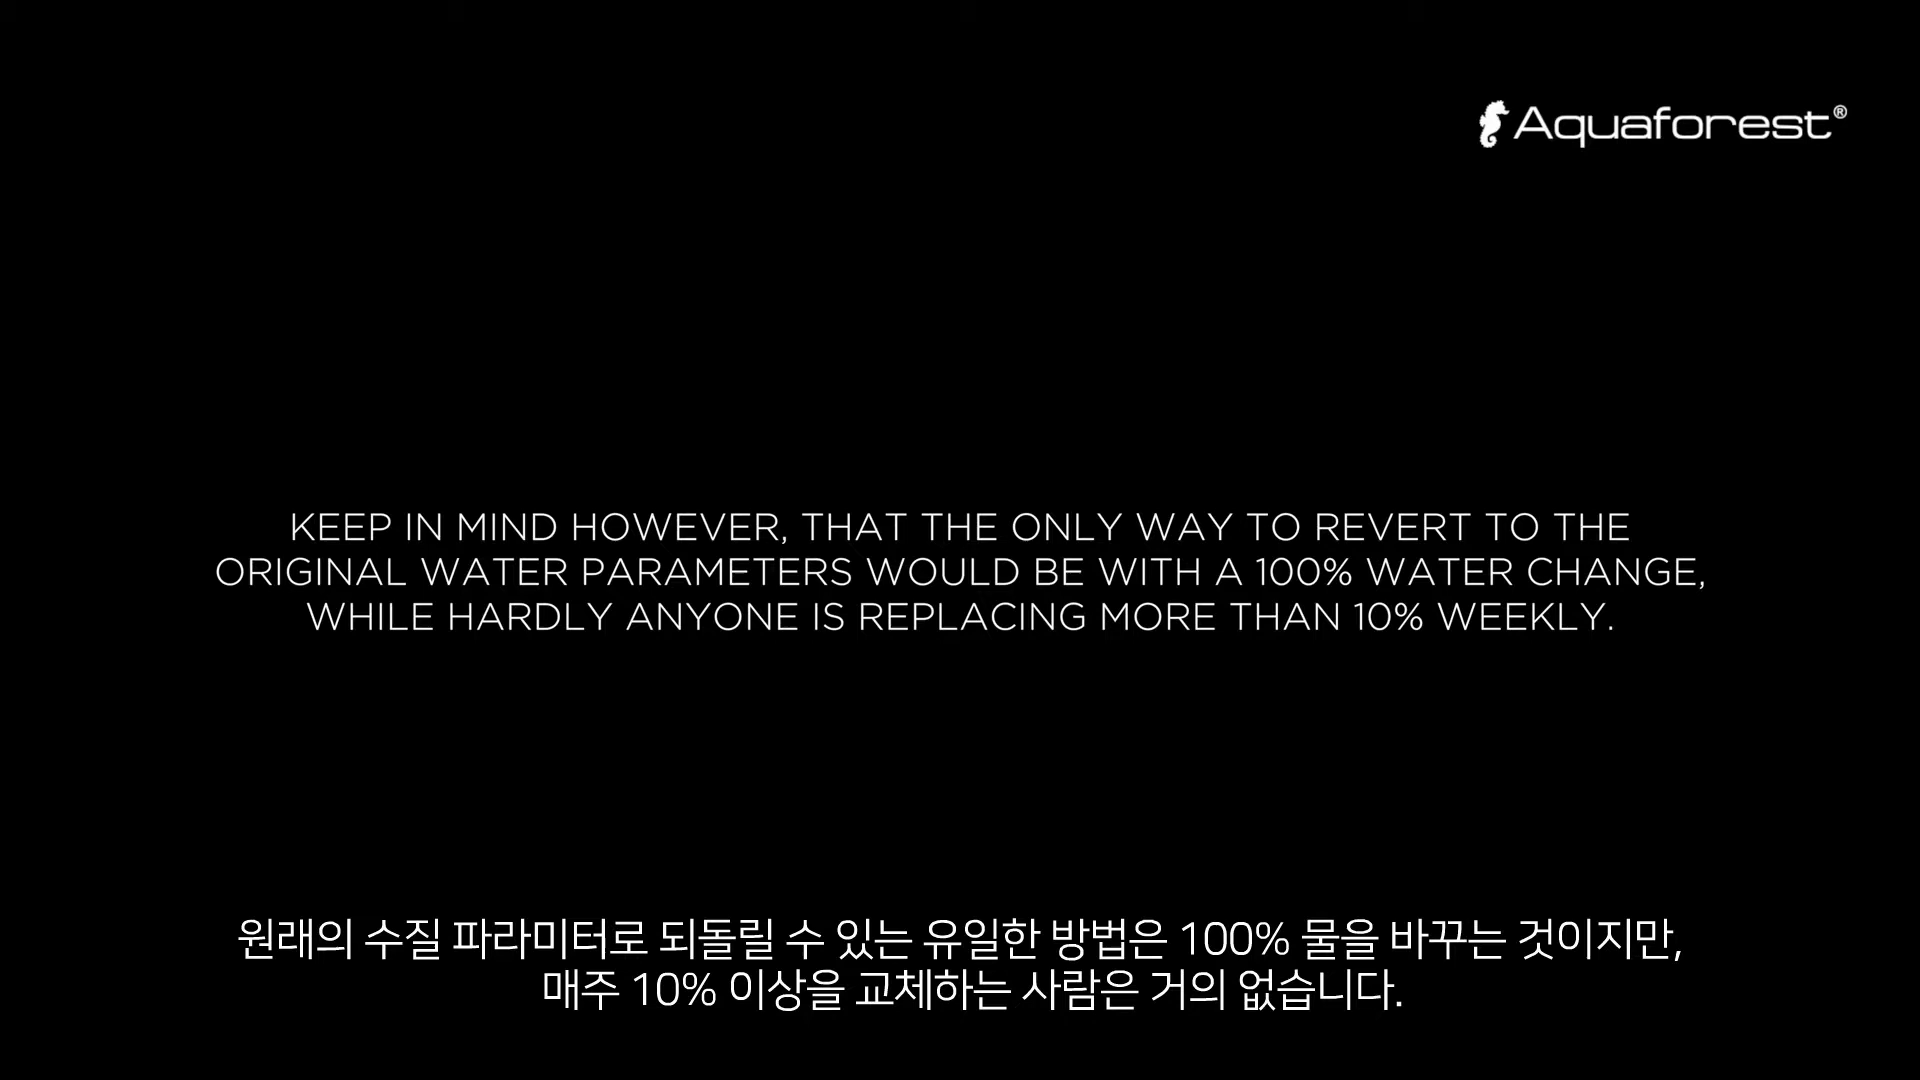 Aquaforest®
KEEP IN MIND HOWEVER, THAT THE ONLY WAY TO REVERT TO THE
ORIGINAL WATER PARAMETERS WOULD BE WITH A 100% WATER CHANGE,
WHILE HARDLY ANYONE IS REPLACING MORE THAN 10% WEEKLY.
원래의 수질 파라미터로 되돌릴 수 있는 유일한 방법은 100% 물을 바꾸는 것이지만,
매주 10% 이상을 교체하는 사람은 거의 없습니다.